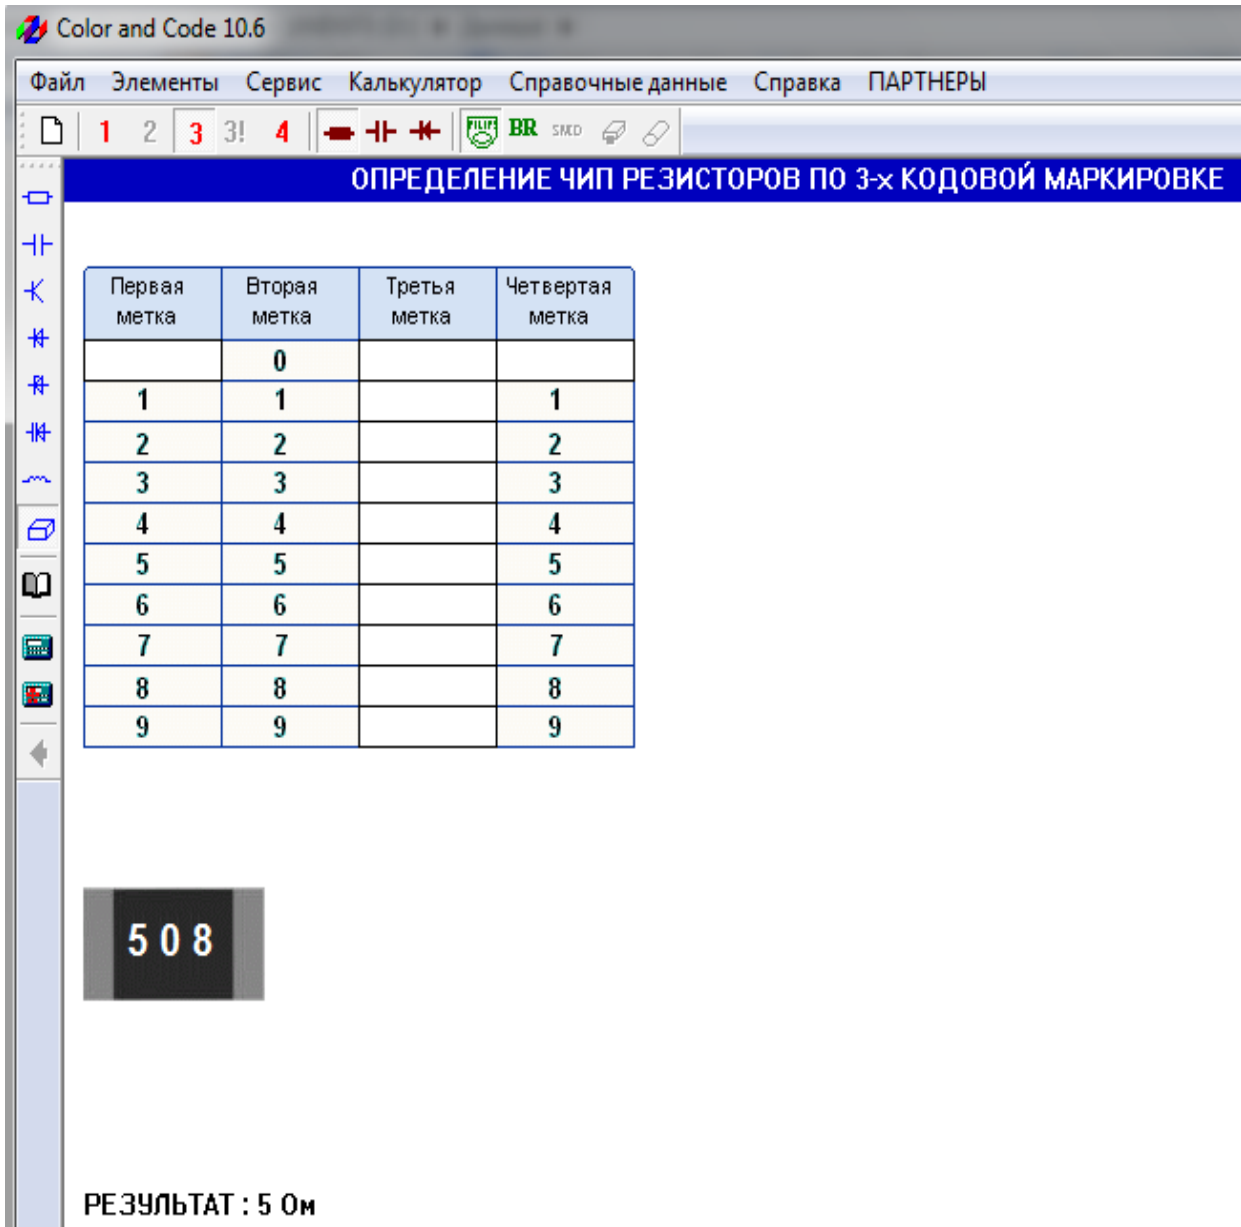 Color and Code 10.6
Файл Элементы Сервис Калькулятор Справочные данные Справка ПАРТНЕРЫ
1 2 3 3! 4 BR SMD
ОПРЕДЕЛЕНИЕ ЧИП РЕЗИСТОРОВ ПО 3-х КОДОВОЙ МАРКИРОВКЕ
Первая метка Вторая метка Третья метка Четвертая метка
0
1 1 1
2 2 2
3 3 3
4 4 4
5 5 5
6 6 6
7 7 7
8 8 8
9 9 9
5 0 8
РЕЗУЛЬТАТ : 5 Ом